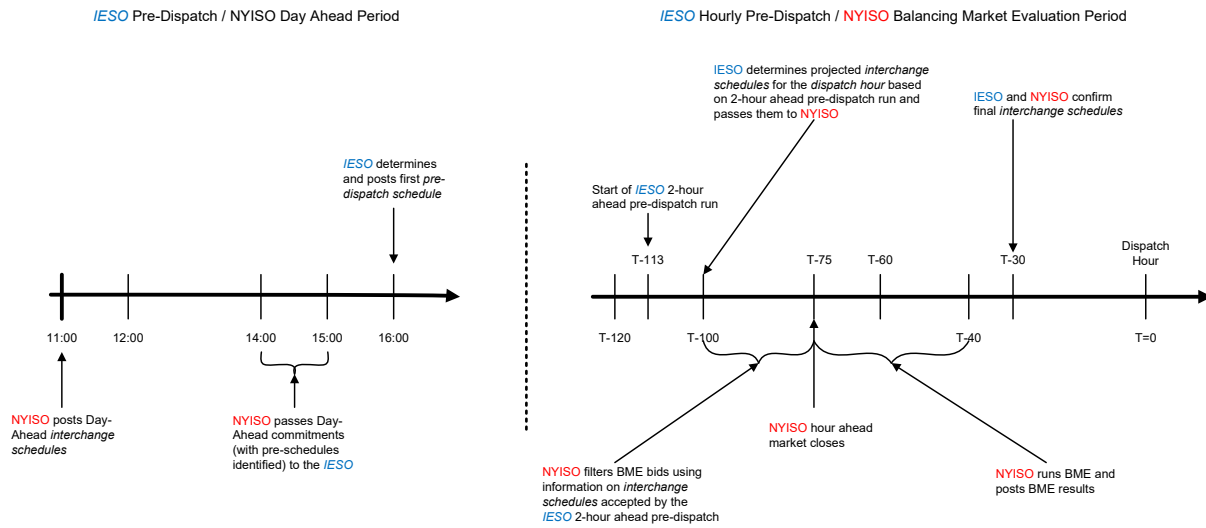 IESO Pre-Dispatch / NYISO Day Ahead Period
IESO determines
and posts first pre-
dispatch schedule
11:00
12:00
14:00
15:00
16:00
NYISO posts Day-
Ahead interchange
schedules
NYISO passes Day-
Ahead commitments
(with pre-schedules
identified) to the IESO
IESO Hourly Pre-Dispatch / NYISO Balancing Market Evaluation Period
IESO determines projected interchange
schedules for the dispatch hour based
on 2-hour ahead pre-dispatch run and
passes them to NYISO
IESO and NYISO confirm
final interchange schedules
Start of IESO 2-hour
ahead pre-dispatch run
Dispatch
Hour
T-113
T-75
T-60
T-30
T-120
T-100
T-40
T=0
NYISO hour ahead
market closes
NYISO filters BME bids using
information on interchange
schedules accepted by the
IESO 2-hour ahead pre-dispatch
NYISO runs BME and
posts BME results